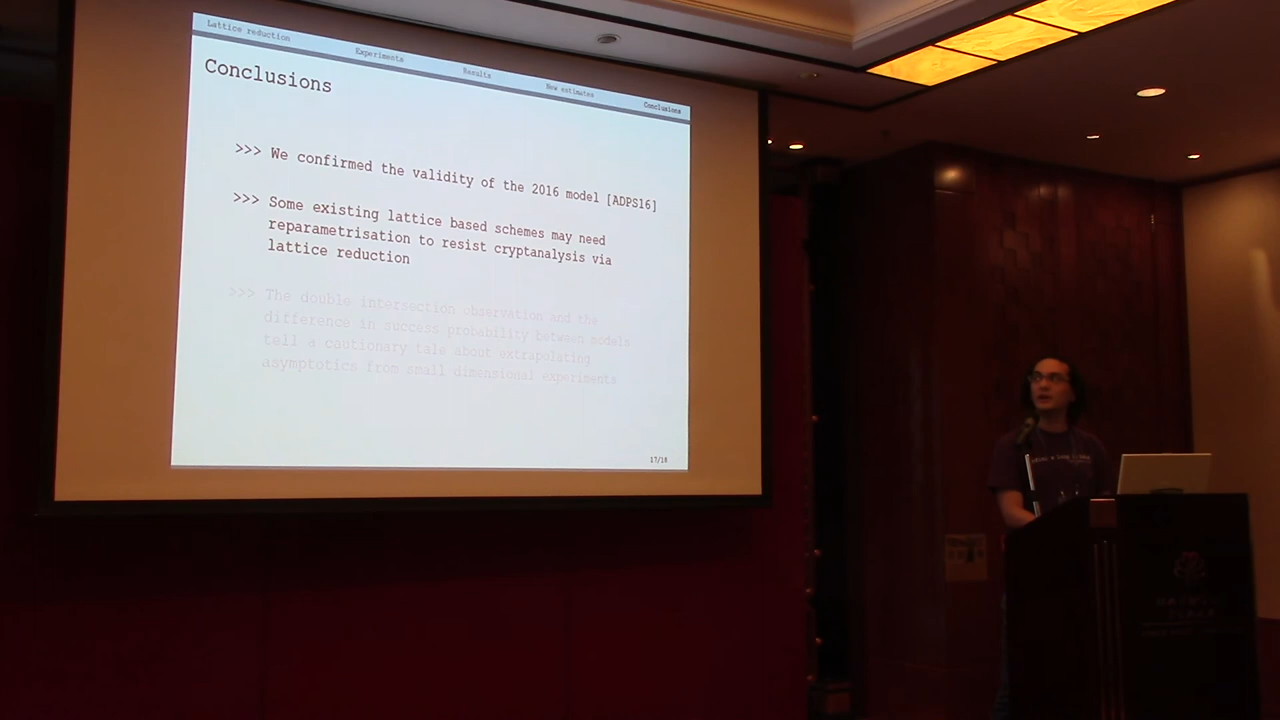 Lattice reduction
Experiments
Results
New estimates
Conclusions
Conclusions
>>> We confirmed the validity of the 2016 model [ADPS16]
>>> Some existing lattice based schemes may need
reparametrisation to resist cryptanalysis via
lattice reduction
>>> The double intersection observation and the
difference in success probability between models
tell a cautionary tale about extrapolating
asymptotics from small dimensional experiments
17/18